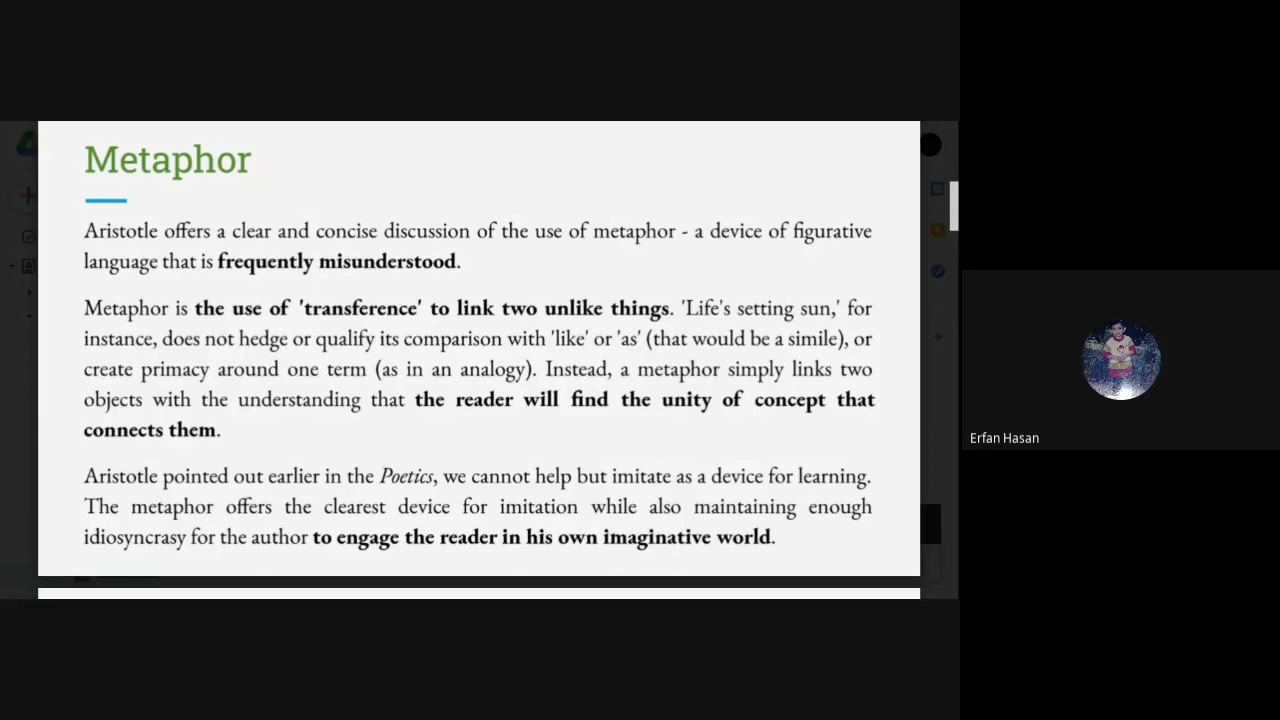 Metaphor
Aristotle offers a clear and concise discussion of the use of metaphor - a device of figurative
language that is frequently misunderstood.
Metaphor is the use of 'transference' to link two unlike things. 'Life's setting sun,' for
instance, does not hedge or qualify its comparison with 'like' or 'as' (that would be a simile), or
create primacy around one term (as in an analogy). Instead, a metaphor simply links two
objects with the understanding that the reader will find the unity of concept that
connects them.
Aristotle pointed out earlier in the Poetics, we cannot help but imitate as a device for learning.
The metaphor offers the clearest device for imitation while also maintaining enough
idiosyncrasy for the author to engage the reader in his own imaginative world.
Erfan Hasan